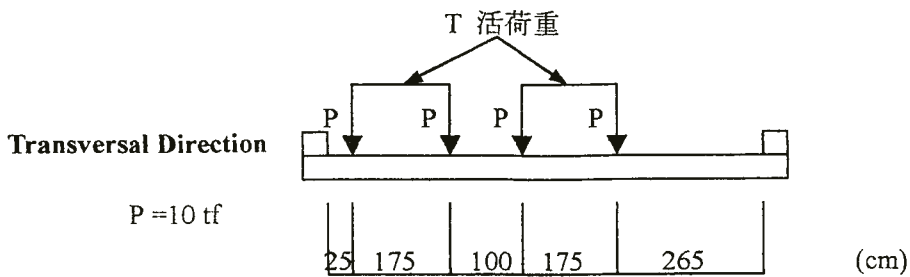 T 活荷重
P P P P
Transversal Direction
P =10 tf
25 175 100 175 265 (cm)